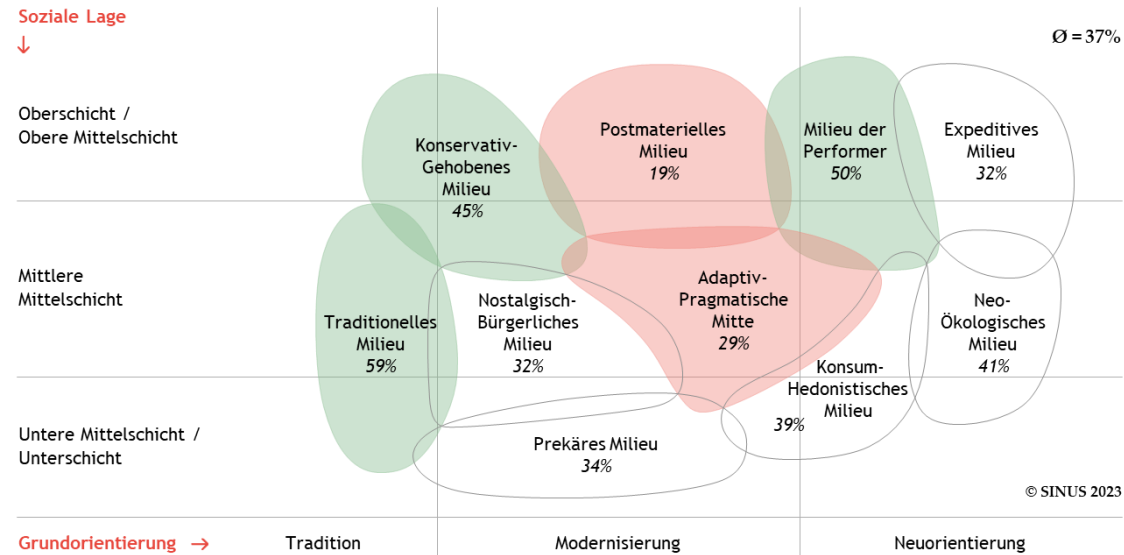 Soziale Lage
↓
Ø = 37%
Oberschicht /
Obere Mittelschicht
Konservativ-
Gehobenes
Milieu
45%
Postmaterielles
Milieu
19%
Milieu der
Performer
50%
Expeditives
Milieu
32%
Mittlere
Mittelschicht
Traditionelles
Milieu
59%
Nostalgisch-
Bürgerliches
Milieu
32%
Adaptiv-
Pragmatische
Mitte
29%
Neo-
Ökologisches
Milieu
41%
Konsum-
Hedonistisches
Milieu
39%
Untere Mittelschicht /
Unterschicht
Prekäres Milieu
34%
© SINUS 2023
Grundorientierung →
Tradition
Modernisierung
Neuorientierung